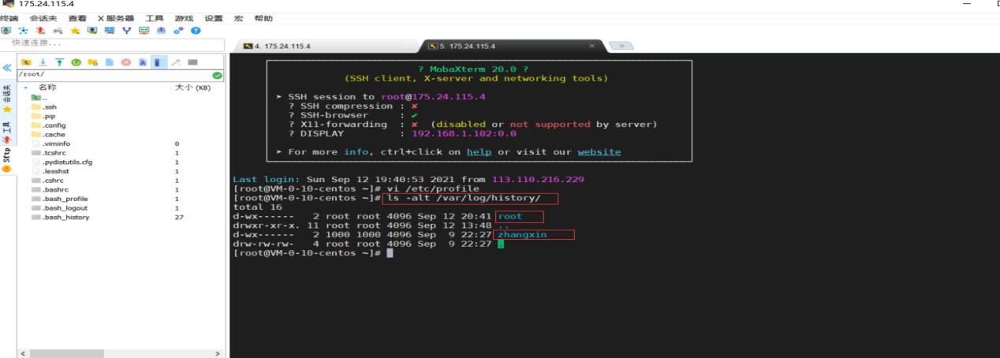 175.24.115.4
终端 会话夹 查看 X服务器 工具 游戏 设置 宏 帮助
快速连接...
4. 175.24.115.4
5. 175.24.115.4
/root/
名称 大小 (KB)
..
.ssh
.pip
.config
.cache
.viminfo 0
.tcshrc 1
.pydistutils.cfg 1
.lesshst 1
.cshrc 1
.bashrc 1
.bash_profile 1
.bash_logout 1
.bash_history 27
会话夹
工具
Sftp
? MobaXterm 20.0 ?
(SSH client, X-server and networking tools)
➤ SSH session to root@175.24.115.4
? SSH compression : ✘
? SSH-browser : ✔
? X11-forwarding : ✘ (disabled or not supported by server)
? DISPLAY : 192.168.1.102:0.0
➤ For more info, ctrl+click on help or visit our website
Last login: Sun Sep 12 19:40:53 2021 from 113.110.216.229
[root@VM-0-10-centos ~]# vi /etc/profile
[root@VM-0-10-centos ~]# ls -alt /var/log/history/
total 16
d-wx------ 2 root root 4096 Sep 12 20:41 root
drwxr-xr-x. 11 root root 4096 Sep 12 13:48 ..
d-wx------ 2 1000 1000 4096 Sep 9 22:27 zhangxin
drw-rw-rw- 4 root root 4096 Sep 9 22:27 .
[root@VM-0-10-centos ~]#